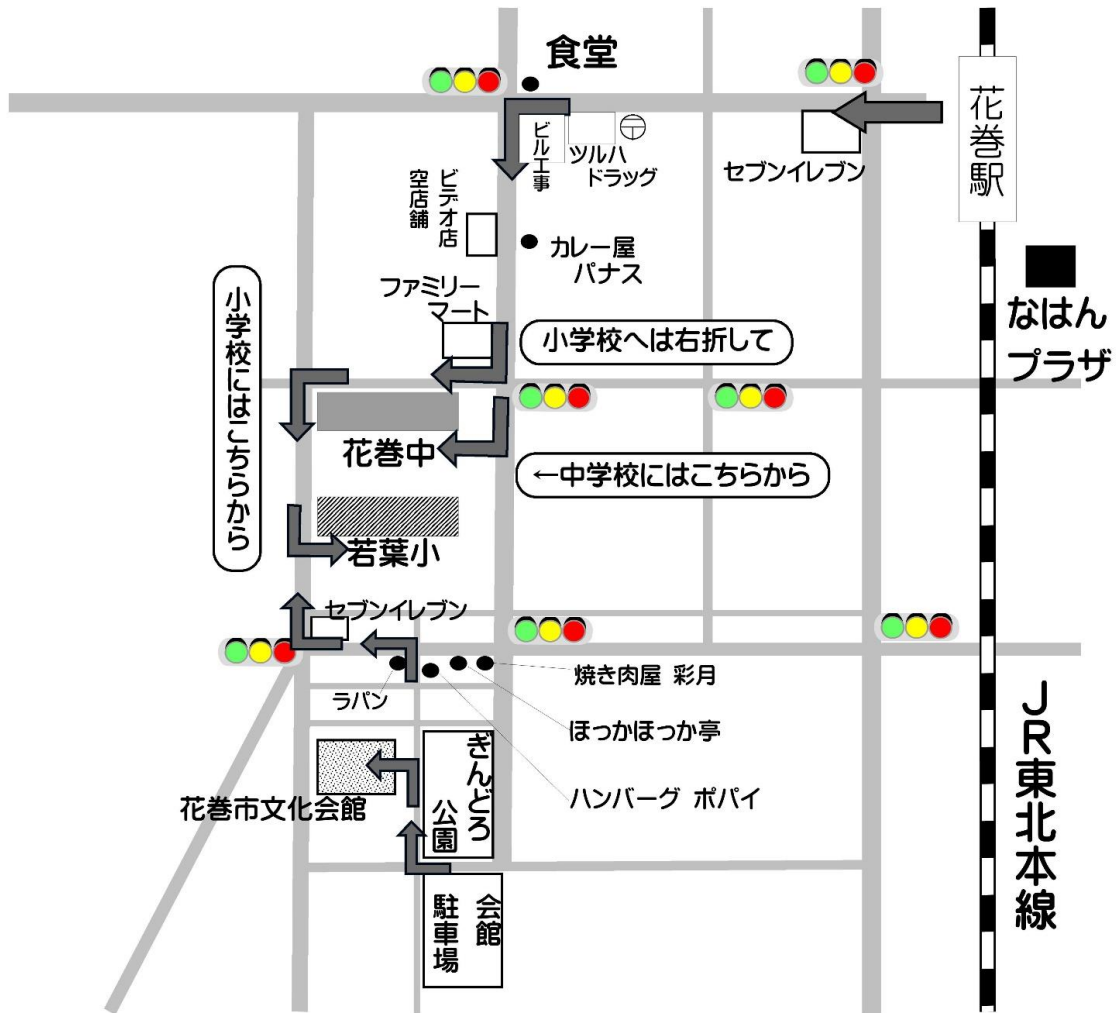 食堂
花巻駅
ビル工事
ツルハ
ドラッグ
セブンイレブン
ビデオ店
空店舗
カレー屋
パナス
なはん
プラザ
ファミリー
マート
小学校へは右折して
小学校にはこちらから
花巻中
←中学校にはこちらから
若葉小
セブンイレブン
焼き肉屋 彩月
ラパン
ほっかほっか亭
ハンバーグ ポパイ
ぎんどろ
公園
花巻市文化会館
JR東北本線
会館
駐車場